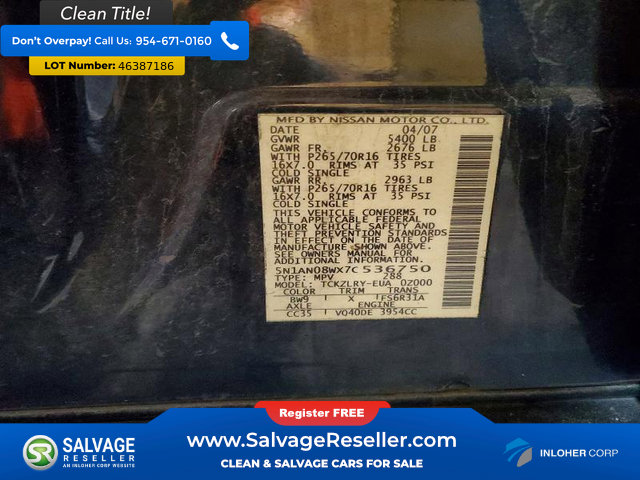 Clean Title!
Don't Overpay! Call Us: 954-671-0160
LOT Number: 46387186
MFD BY NISSAN MOTOR CO., LTD.
DATE 04/07
GVWR 5400 LB
GAWR FR. 2676 LB
WITH P265/70R16 TIRES
16X7.0 RIMS AT 35 PSI
COLD SINGLE
GAWR RR. 2963 LB
WITH P265/70R16 TIRES
16X7.0 RIMS AT 35 PSI
COLD SINGLE
THIS VEHICLE CONFORMS TO
ALL APPLICABLE FEDERAL
MOTOR VEHICLE SAFETY AND
THEFT PREVENTION STANDARDS
IN EFFECT ON THE DATE OF
MANUFACTURE SHOWN ABOVE.
SEE OWNERS MANUAL FOR
ADDITIONAL INFORMATION
5N1AN08WX7C536750
TYPE: MPV 288
MODEL: TCKZLRY-EUA 0Z000
COLOR TRIM TRANS
BW9 X FS6R31A
AXLE ENGINE
CC35 VQ40DE 3954CC
Register FREE
SR SALVAGE RESELLER
AN INLOHER CORP WEBSITE
www.SalvageReseller.com
CLEAN & SALVAGE CARS FOR SALE
INLOHER CORP